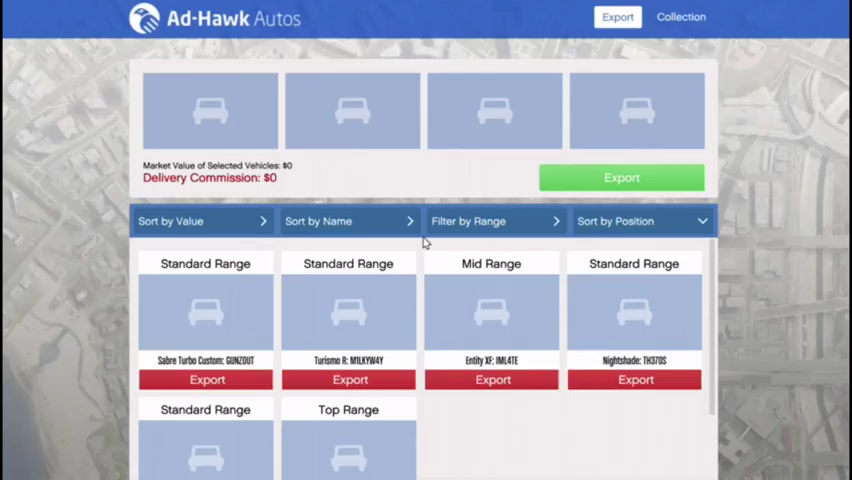 Ad-Hawk Autos
Export
Collection
Market Value of Selected Vehicles: $0
Delivery Commission: $0
Export
Sort by Value
Sort by Name
Filter by Range
Sort by Position
Standard Range
Standard Range
Mid Range
Standard Range
Sabre Turbo Custom: GUNZ0UT
Turismo R: M1LKYW4Y
Entity XF: IML4TE
Nightshade: TH370S
Export
Export
Export
Export
Standard Range
Top Range